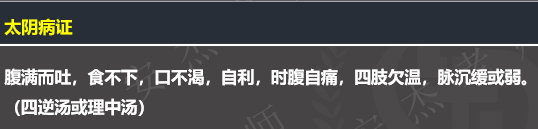 太阴病证
腹满而吐，食不下，口不渴，自利，时腹自痛，四肢欠温，脉沉缓或弱。
（四逆汤或理中汤）